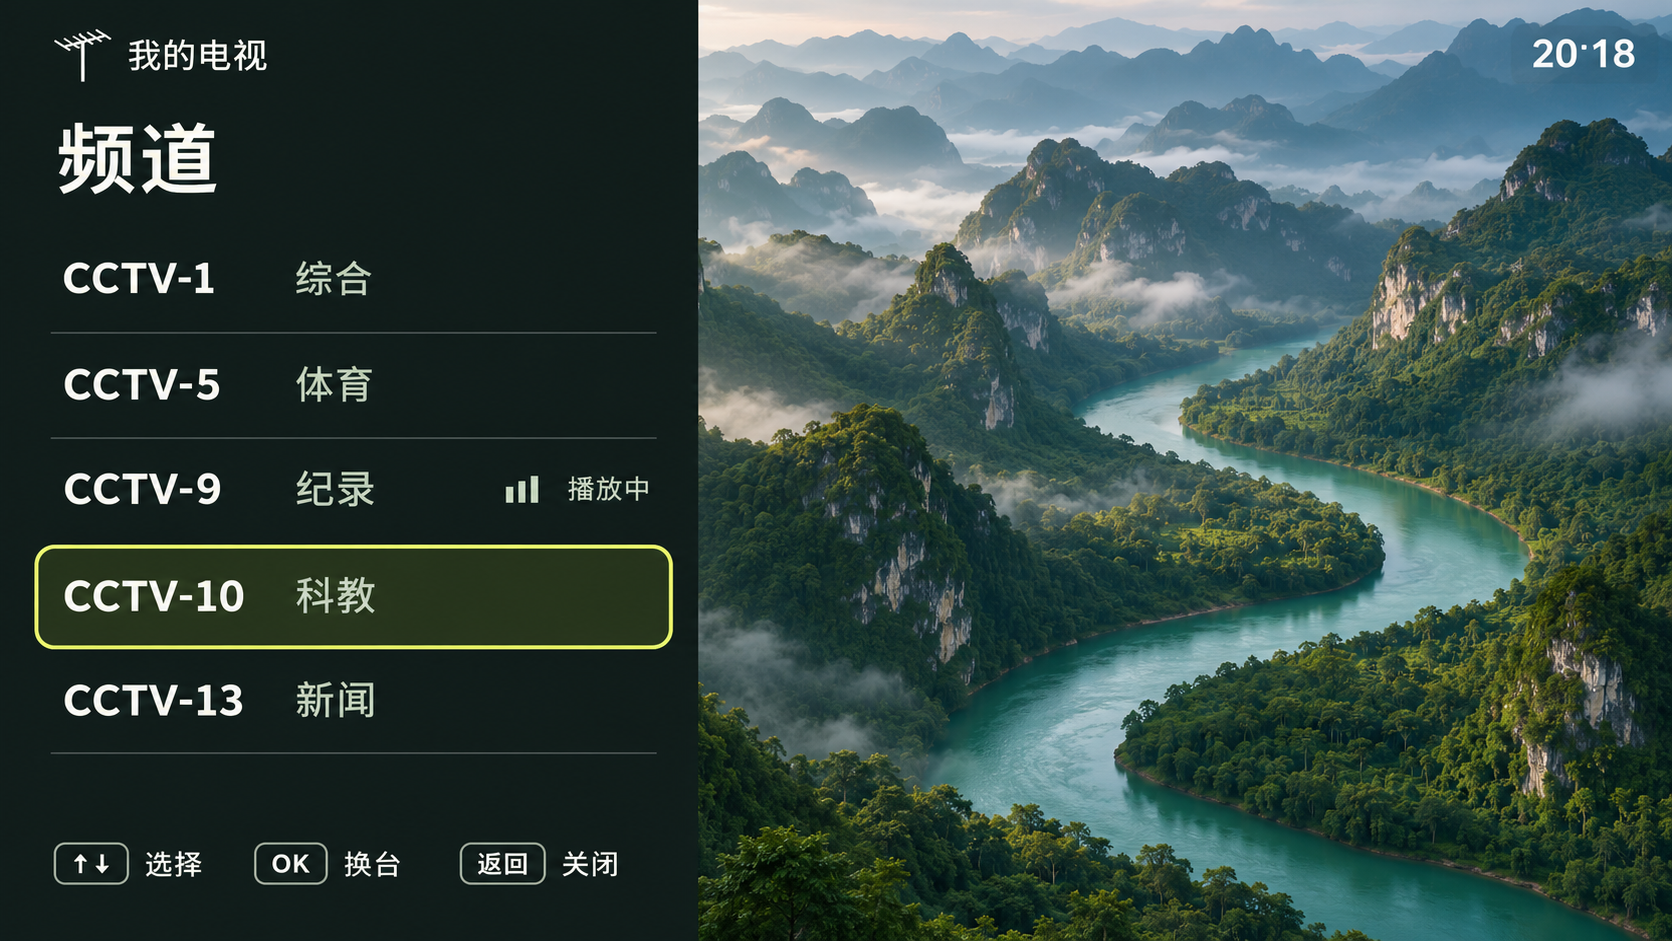 我的电视
20:18
频道
CCTV-1 综合
CCTV-5 体育
CCTV-9 纪录 播放中
CCTV-10 科教
CCTV-13 新闻
↑↓ 选择 OK 换台 返回 关闭